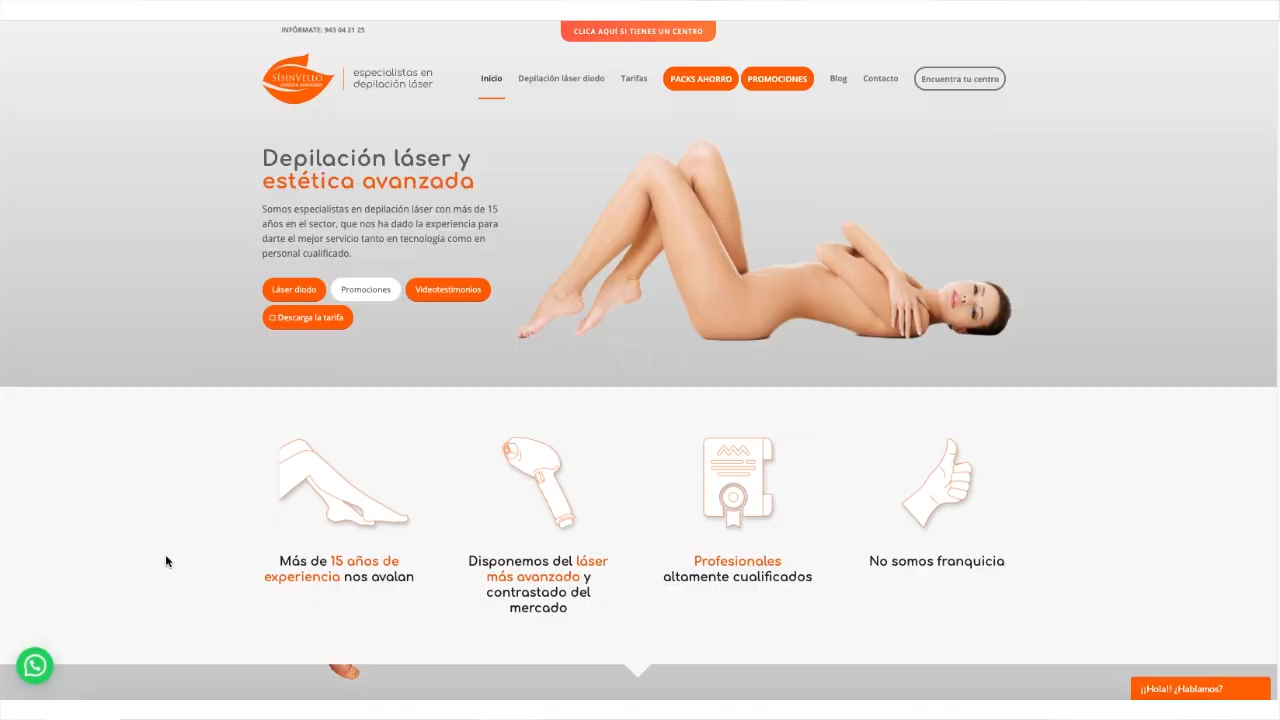 INFÓRMATE: 943 04 21 25
CLICA AQUÍ SI TIENES UN CENTRO
SÍSINVELLO
especialistas en
depilación láser
Inicio
Depilación láser diodo
Tarifas
PACKS AHORRO
PROMOCIONES
Blog
Contacto
Encuentra tu centro
Depilación láser y
estética avanzada
Somos especialistas en depilación láser con más de 15
años en el sector, que nos ha dado la experiencia para
darte el mejor servicio tanto en tecnología como en
personal cualificado.
Láser diodo
Promociones
Videotestimonios
Descarga la tarifa
Más de 15 años de
experiencia nos avalan
Disponemos del láser
más avanzado y
contrastado del
mercado
Profesionales
altamente cualificados
No somos franquicia
¡¡Hola!! ¿Hablamos?